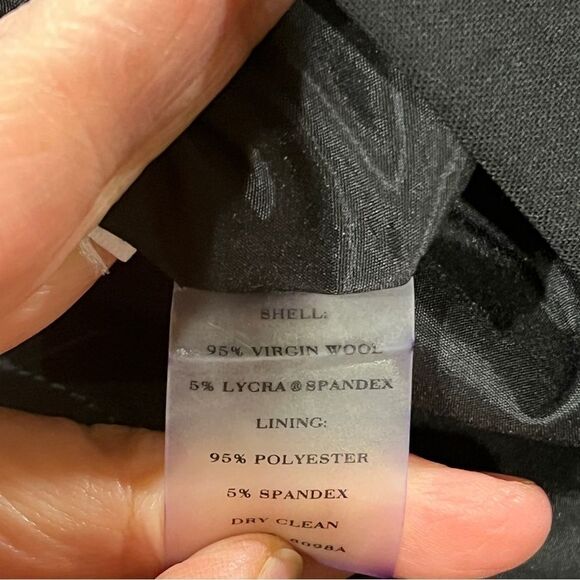 SHELL:
95% VIRGIN WOOL
5% LYCRA®SPANDEX
LINING:
95% POLYESTER
5% SPANDEX
DRY CLEAN